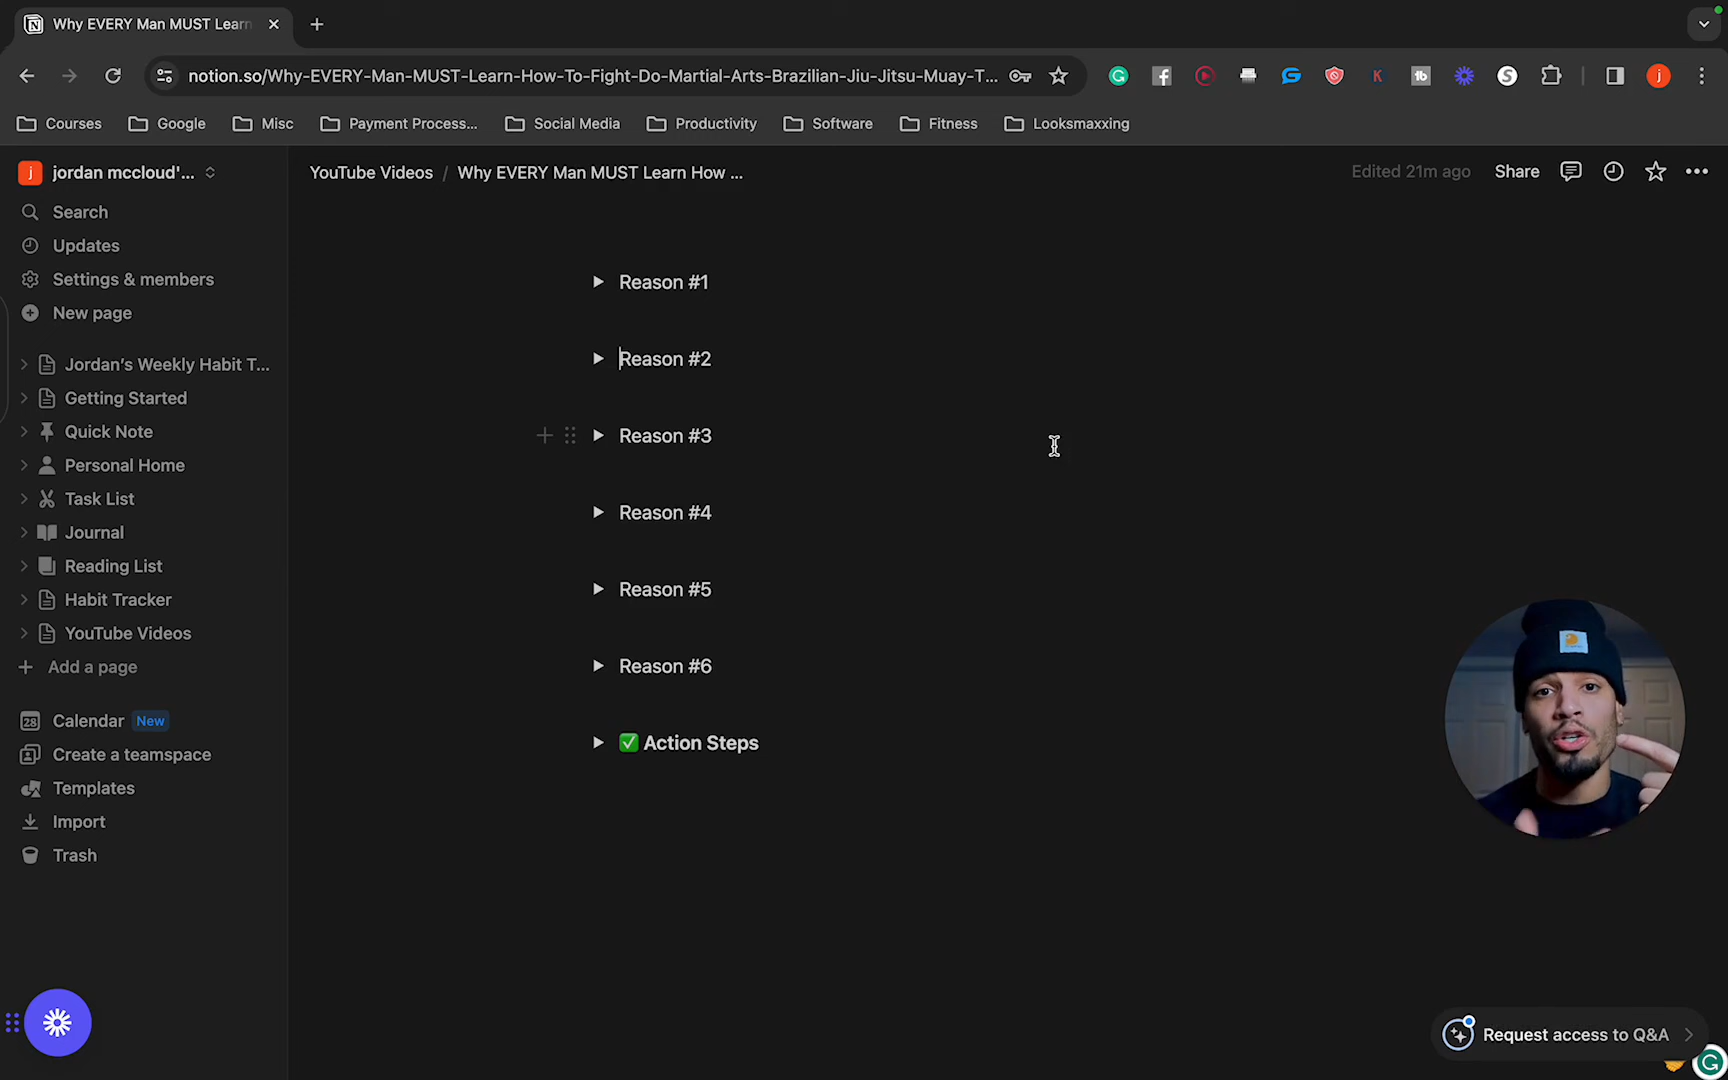 Why EVERY Man MUST Learn
notion.so/Why-EVERY-Man-MUST-Learn-How-To-Fight-Do-Martial-Arts-Brazilian-Jiu-Jitsu-Muay-T...
Courses
Google
Misc
Payment Process...
Social Media
Productivity
Software
Fitness
Looksmaxxing
j
jordan mccloud'...
YouTube Videos / Why EVERY Man MUST Learn How ...
Edited 21m ago
Share
Search
Updates
Settings & members
New page
Jordan’s Weekly Habit T...
Getting Started
Quick Note
Personal Home
Task List
Journal
Reading List
Habit Tracker
YouTube Videos
Add a page
28 Calendar New
Create a teamspace
Templates
Import
Trash
Reason #1
Reason #2
Reason #3
Reason #4
Reason #5
Reason #6
✅ Action Steps
Request access to Q&A